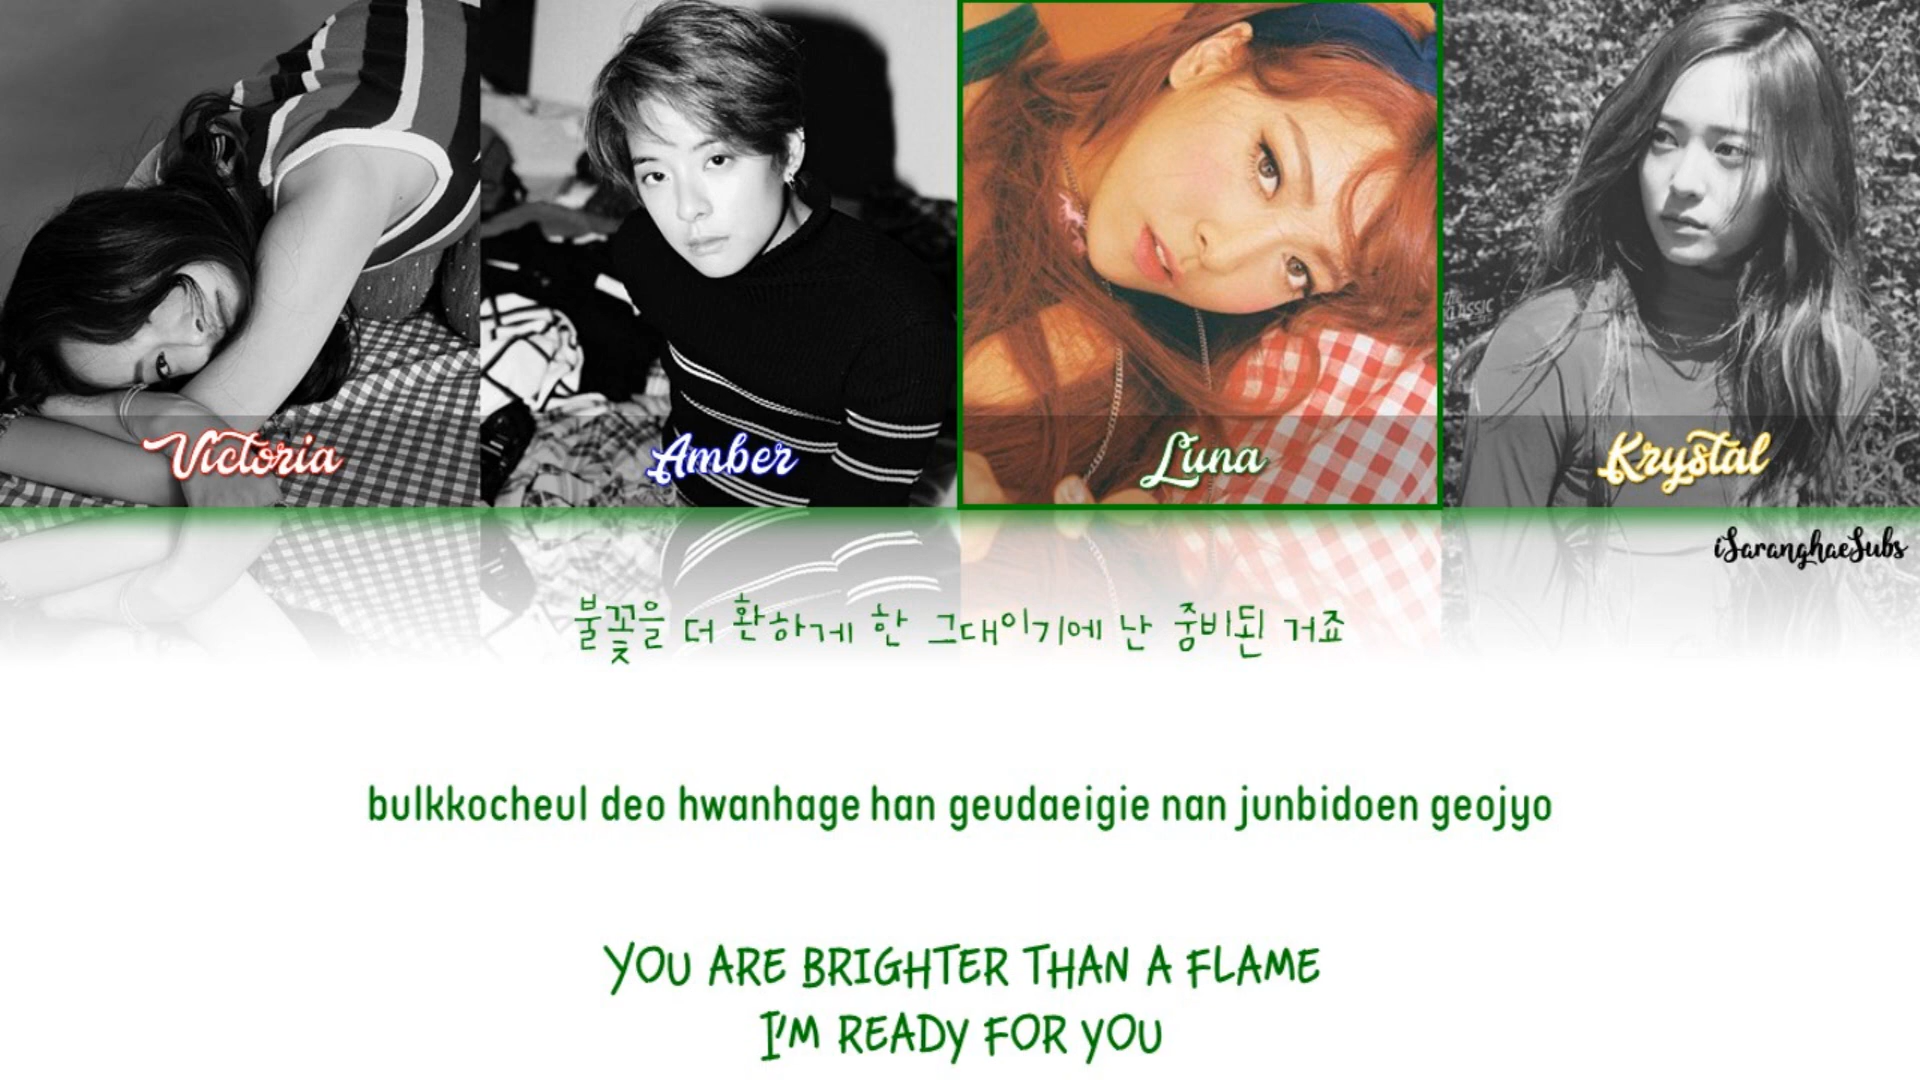 Victoria
Amber
Luna
Krystal
iSaranghaeSubs
불꽃을 더 환하게 한 그대이기에 난 중비된 거죠
bulkkocheul deo hwanhage han geudaeigie nan junbidoen geojyo
YOU ARE BRIGHTER THAN A FLAME
I'M READY FOR YOU